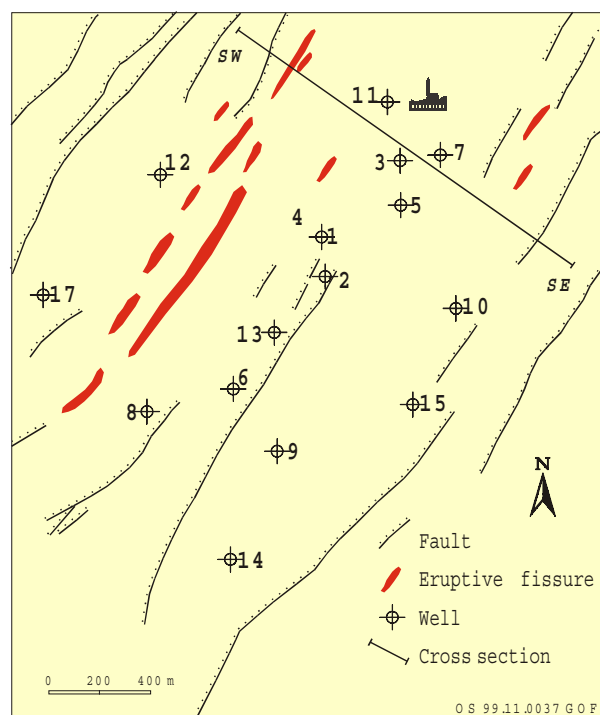 SW
11
3
7
12
5
4
1
2
SE
17
10
13
6
8
15
9
N
Fault
14
Eruptive fissure
Well
Cross section
0 200 400 m
OS 99.11.0037 GOF